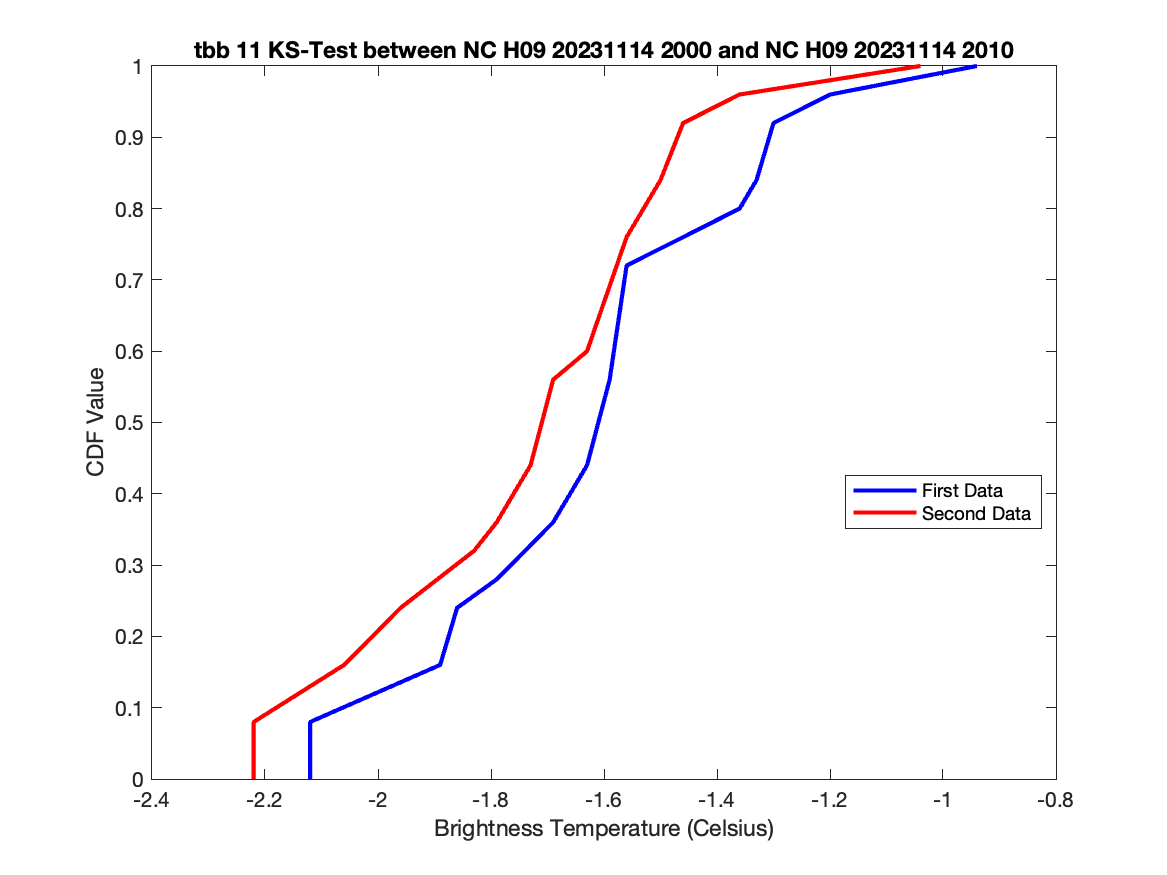 tbb 11 KS-Test between NC H09 20231114 2000 and NC H09 20231114 2010
1
0.9
0.8
0.7
0.6
0.5
0.4
0.3
0.2
0.1
0
CDF Value
First Data
Second Data
-2.4 -2.2 -2 -1.8 -1.6 -1.4 -1.2 -1 -0.8
Brightness Temperature (Celsius)